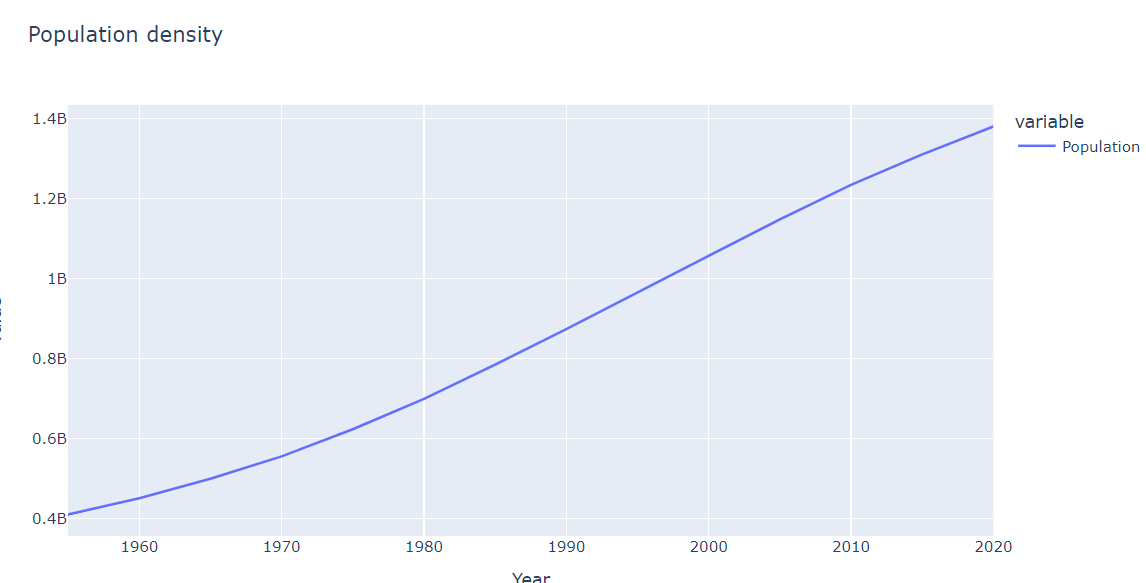 Population density
1.4B
1.2B
1B
0.8B
0.6B
0.4B
1960 1970 1980 1990 2000 2010 2020
Year
variable
Population